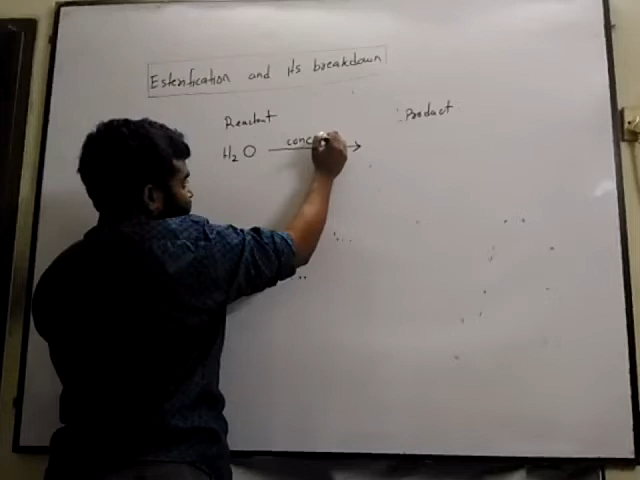 Esterification and its breakdown
Reactant
Product
H₂O
conc